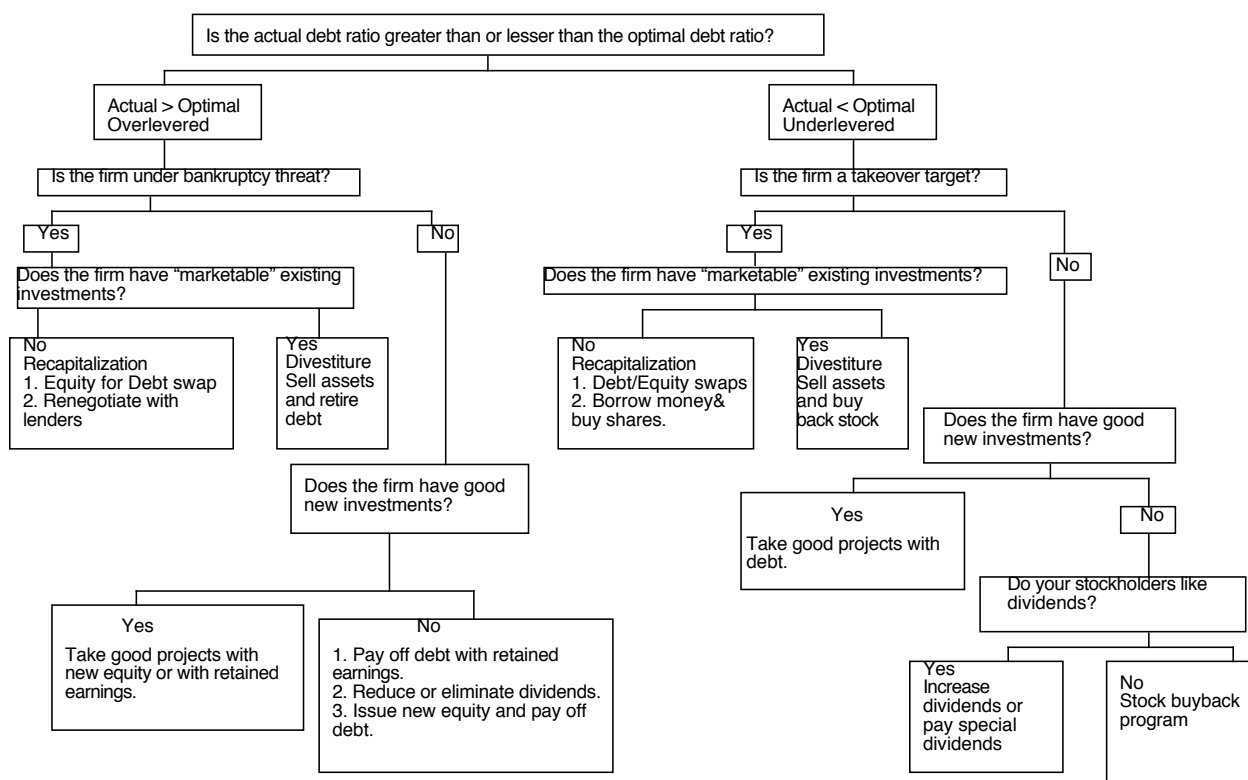 Is the actual debt ratio greater than or lesser than the optimal debt ratio?
Actual > Optimal
Overlevered
Actual < Optimal
Underlevered
Is the firm under bankruptcy threat?
Is the firm a takeover target?
Yes
No
Yes
No
Does the firm have “marketable” existing
investments?
Does the firm have “marketable” existing investments?
No
Recapitalization
1. Equity for Debt swap
2. Renegotiate with
lenders
Yes
Divestiture
Sell assets
and retire
debt
No
Recapitalization
1. Debt/Equity swaps
2. Borrow money&
buy shares.
Yes
Divestiture
Sell assets
and buy
back stock
Does the firm have good
new investments?
Does the firm have good
new investments?
Yes
Take good projects with
debt.
No
Do your stockholders like
dividends?
Yes
Take good projects with
new equity or with retained
earnings.
No
1. Pay off debt with retained
earnings.
2. Reduce or eliminate dividends.
3. Issue new equity and pay off
debt.
Yes
Increase
dividends or
pay special
dividends
No
Stock buyback
program